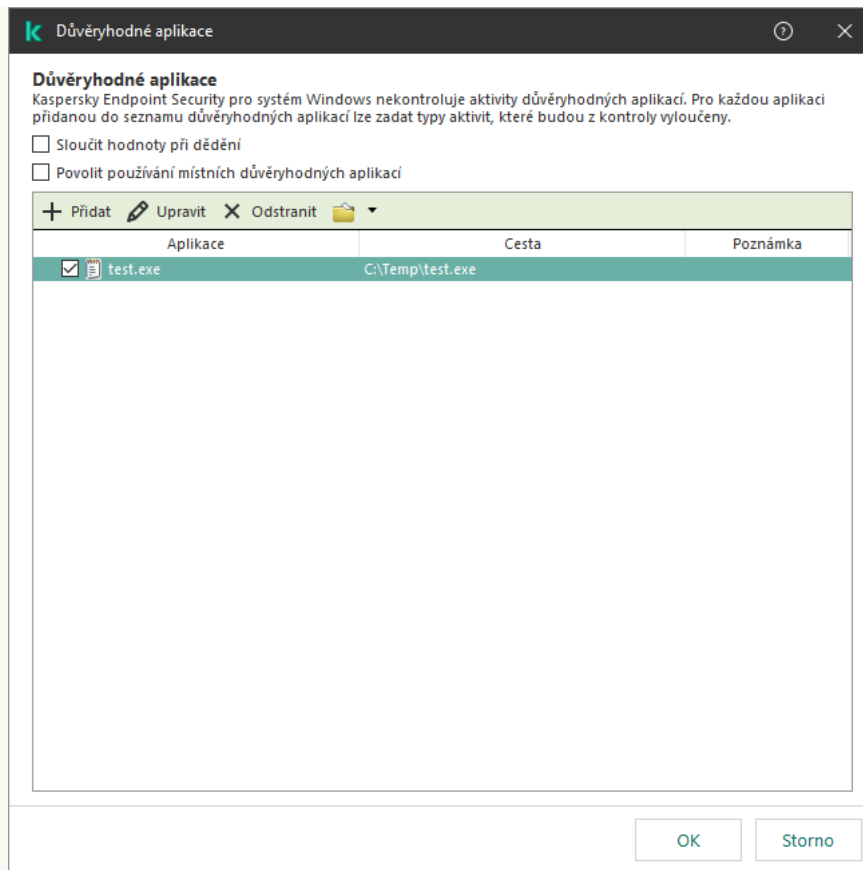 Důvěryhodné aplikace
Důvěryhodné aplikace
Kaspersky Endpoint Security pro systém Windows nekontroluje aktivity důvěryhodných aplikací. Pro každou aplikaci
přidanou do seznamu důvěryhodných aplikací lze zadat typy aktivit, které budou z kontroly vyloučeny.
Sloučit hodnoty při dědění
Povolit používání místních důvěryhodných aplikací
Přidat Upravit Odstranit
Aplikace Cesta Poznámka
test.exe C:\Temp\test.exe
OK Storno